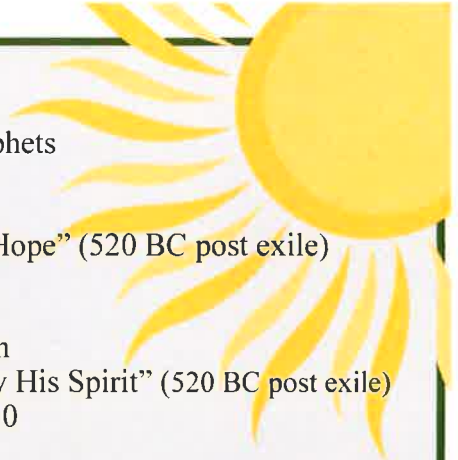 phets
Hope” (520 BC post exile)
n
y His Spirit” (520 BC post exile)
0